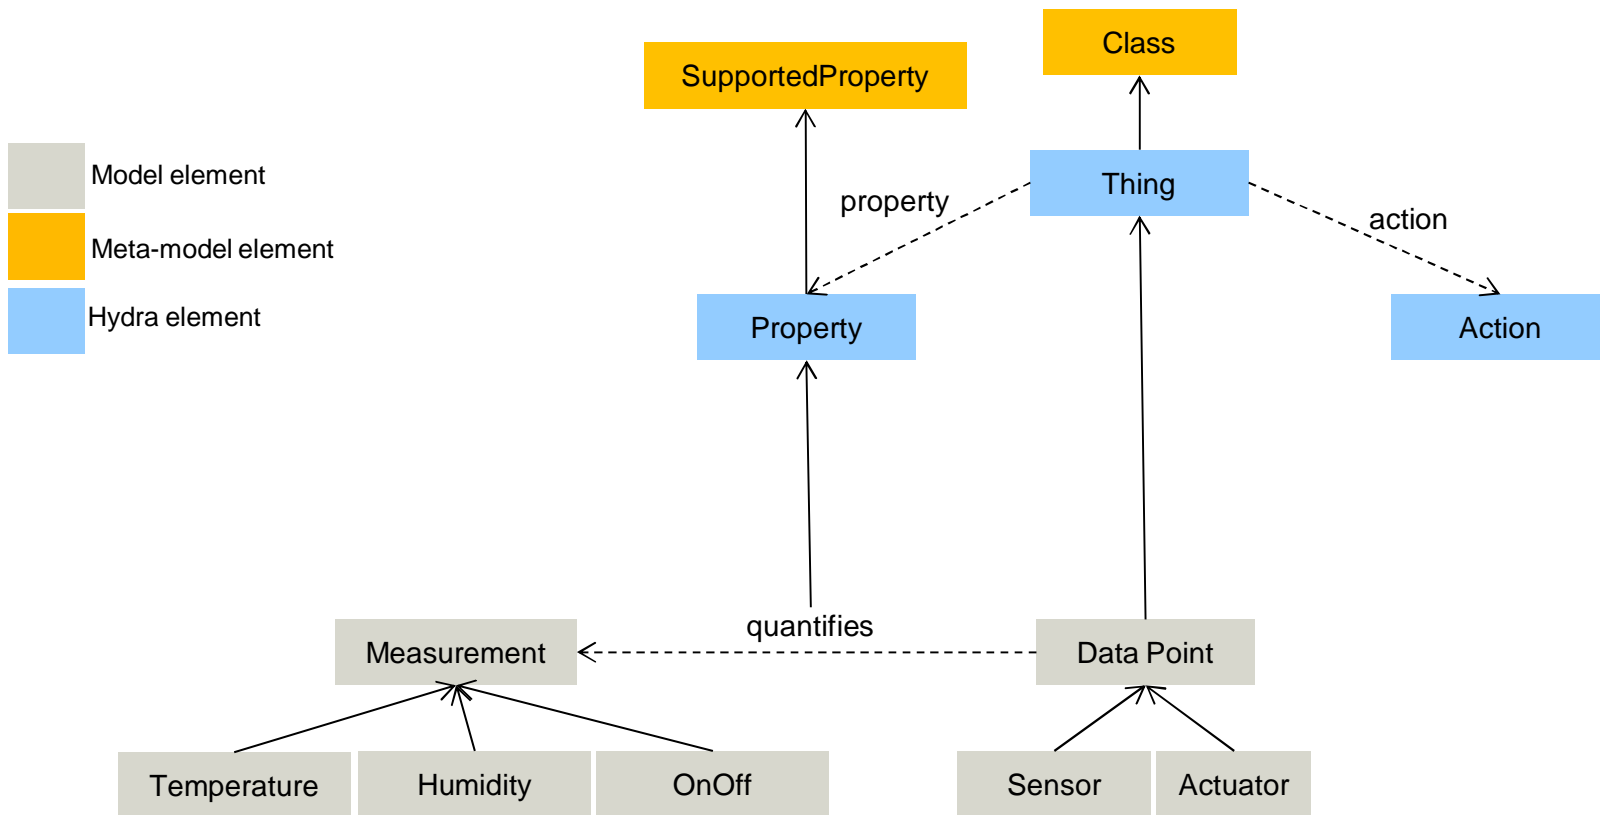 Class
SupportedProperty
Model element
Thing
property
action
Meta-model element
Hydra element
Property
Action
quantifies
Measurement
Data Point
Temperature
Humidity
OnOff
Sensor
Actuator